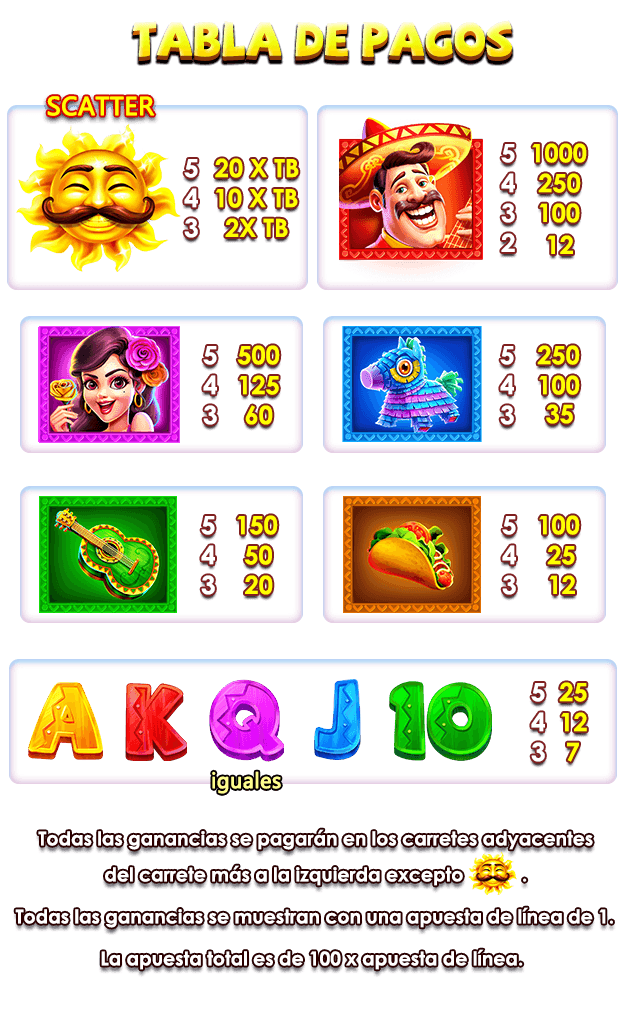 TABLA DE PAGOS
SCATTER
5 20 X TB
4 10 X TB
3 2X TB
5 1000
4 250
3 100
2 12
5 500
4 125
3 60
5 250
4 100
3 35
5 150
4 50
3 20
5 100
4 25
3 12
A K Q J 10
iguales
5 25
4 12
3 7
Todas las ganancias se pagarán en los carretes adyacentes
del carrete más a la izquierda excepto .
Todas las ganancias se muestran con una apuesta de línea de 1.
La apuesta total es de 100 x apuesta de línea.